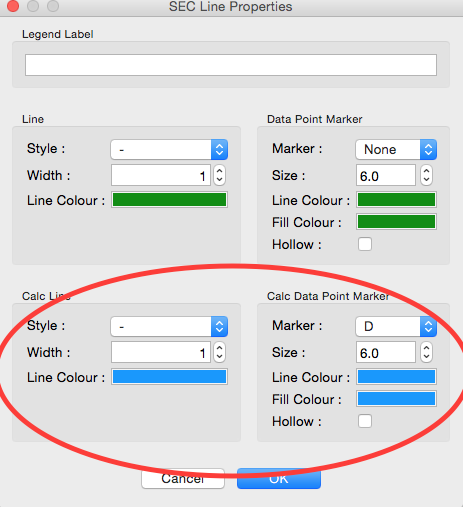 SEC Line Properties
Legend Label
Line
Style :
-
Width :
1
Line Colour :
Data Point Marker
Marker :
None
Size :
6.0
Line Colour :
Fill Colour :
Hollow :
Calc Line
Style :
-
Width :
1
Line Colour :
Calc Data Point Marker
Marker :
D
Size :
6.0
Line Colour :
Fill Colour :
Hollow :
Cancel
OK